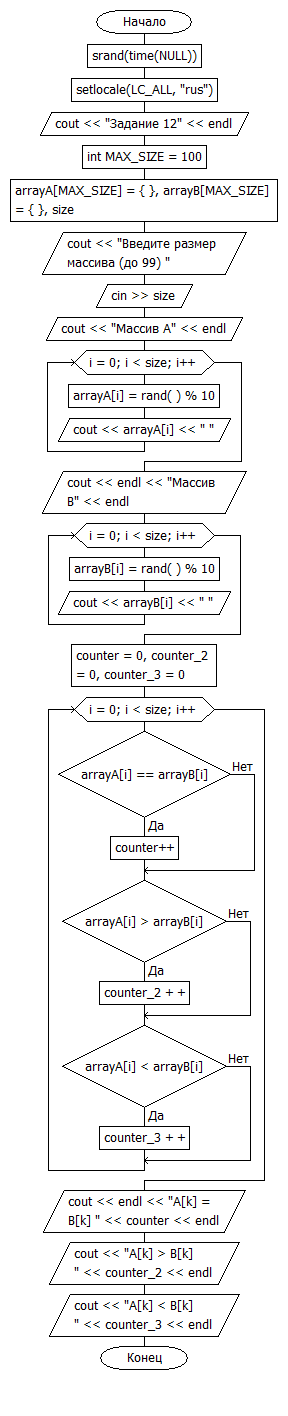 Начало
srand(time(NULL))
setlocale(LC_ALL, "rus")
cout << "Задание 12" << endl
int MAX_SIZE = 100
arrayA[MAX_SIZE] = { }, arrayB[MAX_SIZE]
= { }, size
cout << "Введите размер
массива (до 99) "
cin >> size
cout << "Массив A" << endl
i = 0; i < size; i++
arrayA[i] = rand( ) % 10
cout << arrayA[i] << " "
cout << endl << "Массив
B" << endl
i = 0; i < size; i++
arrayB[i] = rand( ) % 10
cout << arrayB[i] << " "
counter = 0, counter_2
= 0, counter_3 = 0
i = 0; i < size; i++
arrayA[i] == arrayB[i]
Нет
Да
counter++
arrayA[i] > arrayB[i]
Нет
Да
counter_2 + +
arrayA[i] < arrayB[i]
Нет
Да
counter_3 + +
cout << endl << "A[k] =
B[k] " << counter << endl
cout << "A[k] > B[k]
" << counter_2 << endl
cout << "A[k] < B[k]
" << counter_3 << endl
Конец